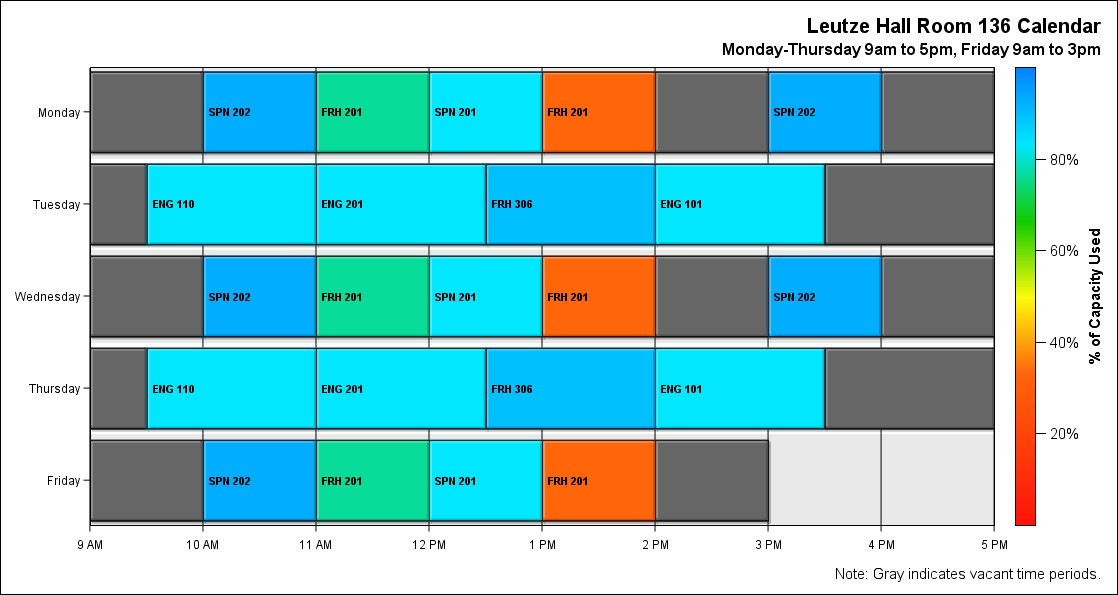 Leutze Hall Room 136 Calendar
Monday-Thursday 9am to 5pm, Friday 9am to 3pm
Monday
SPN 202
FRH 201
SPN 201
FRH 201
SPN 202
Tuesday
ENG 110
ENG 201
FRH 306
ENG 101
Wednesday
SPN 202
FRH 201
SPN 201
FRH 201
SPN 202
Thursday
ENG 110
ENG 201
FRH 306
ENG 101
Friday
SPN 202
FRH 201
SPN 201
FRH 201
9 AM
10 AM
11 AM
12 PM
1 PM
2 PM
3 PM
4 PM
5 PM
80%
60%
40%
20%
% of Capacity Used
Note: Gray indicates vacant time periods.